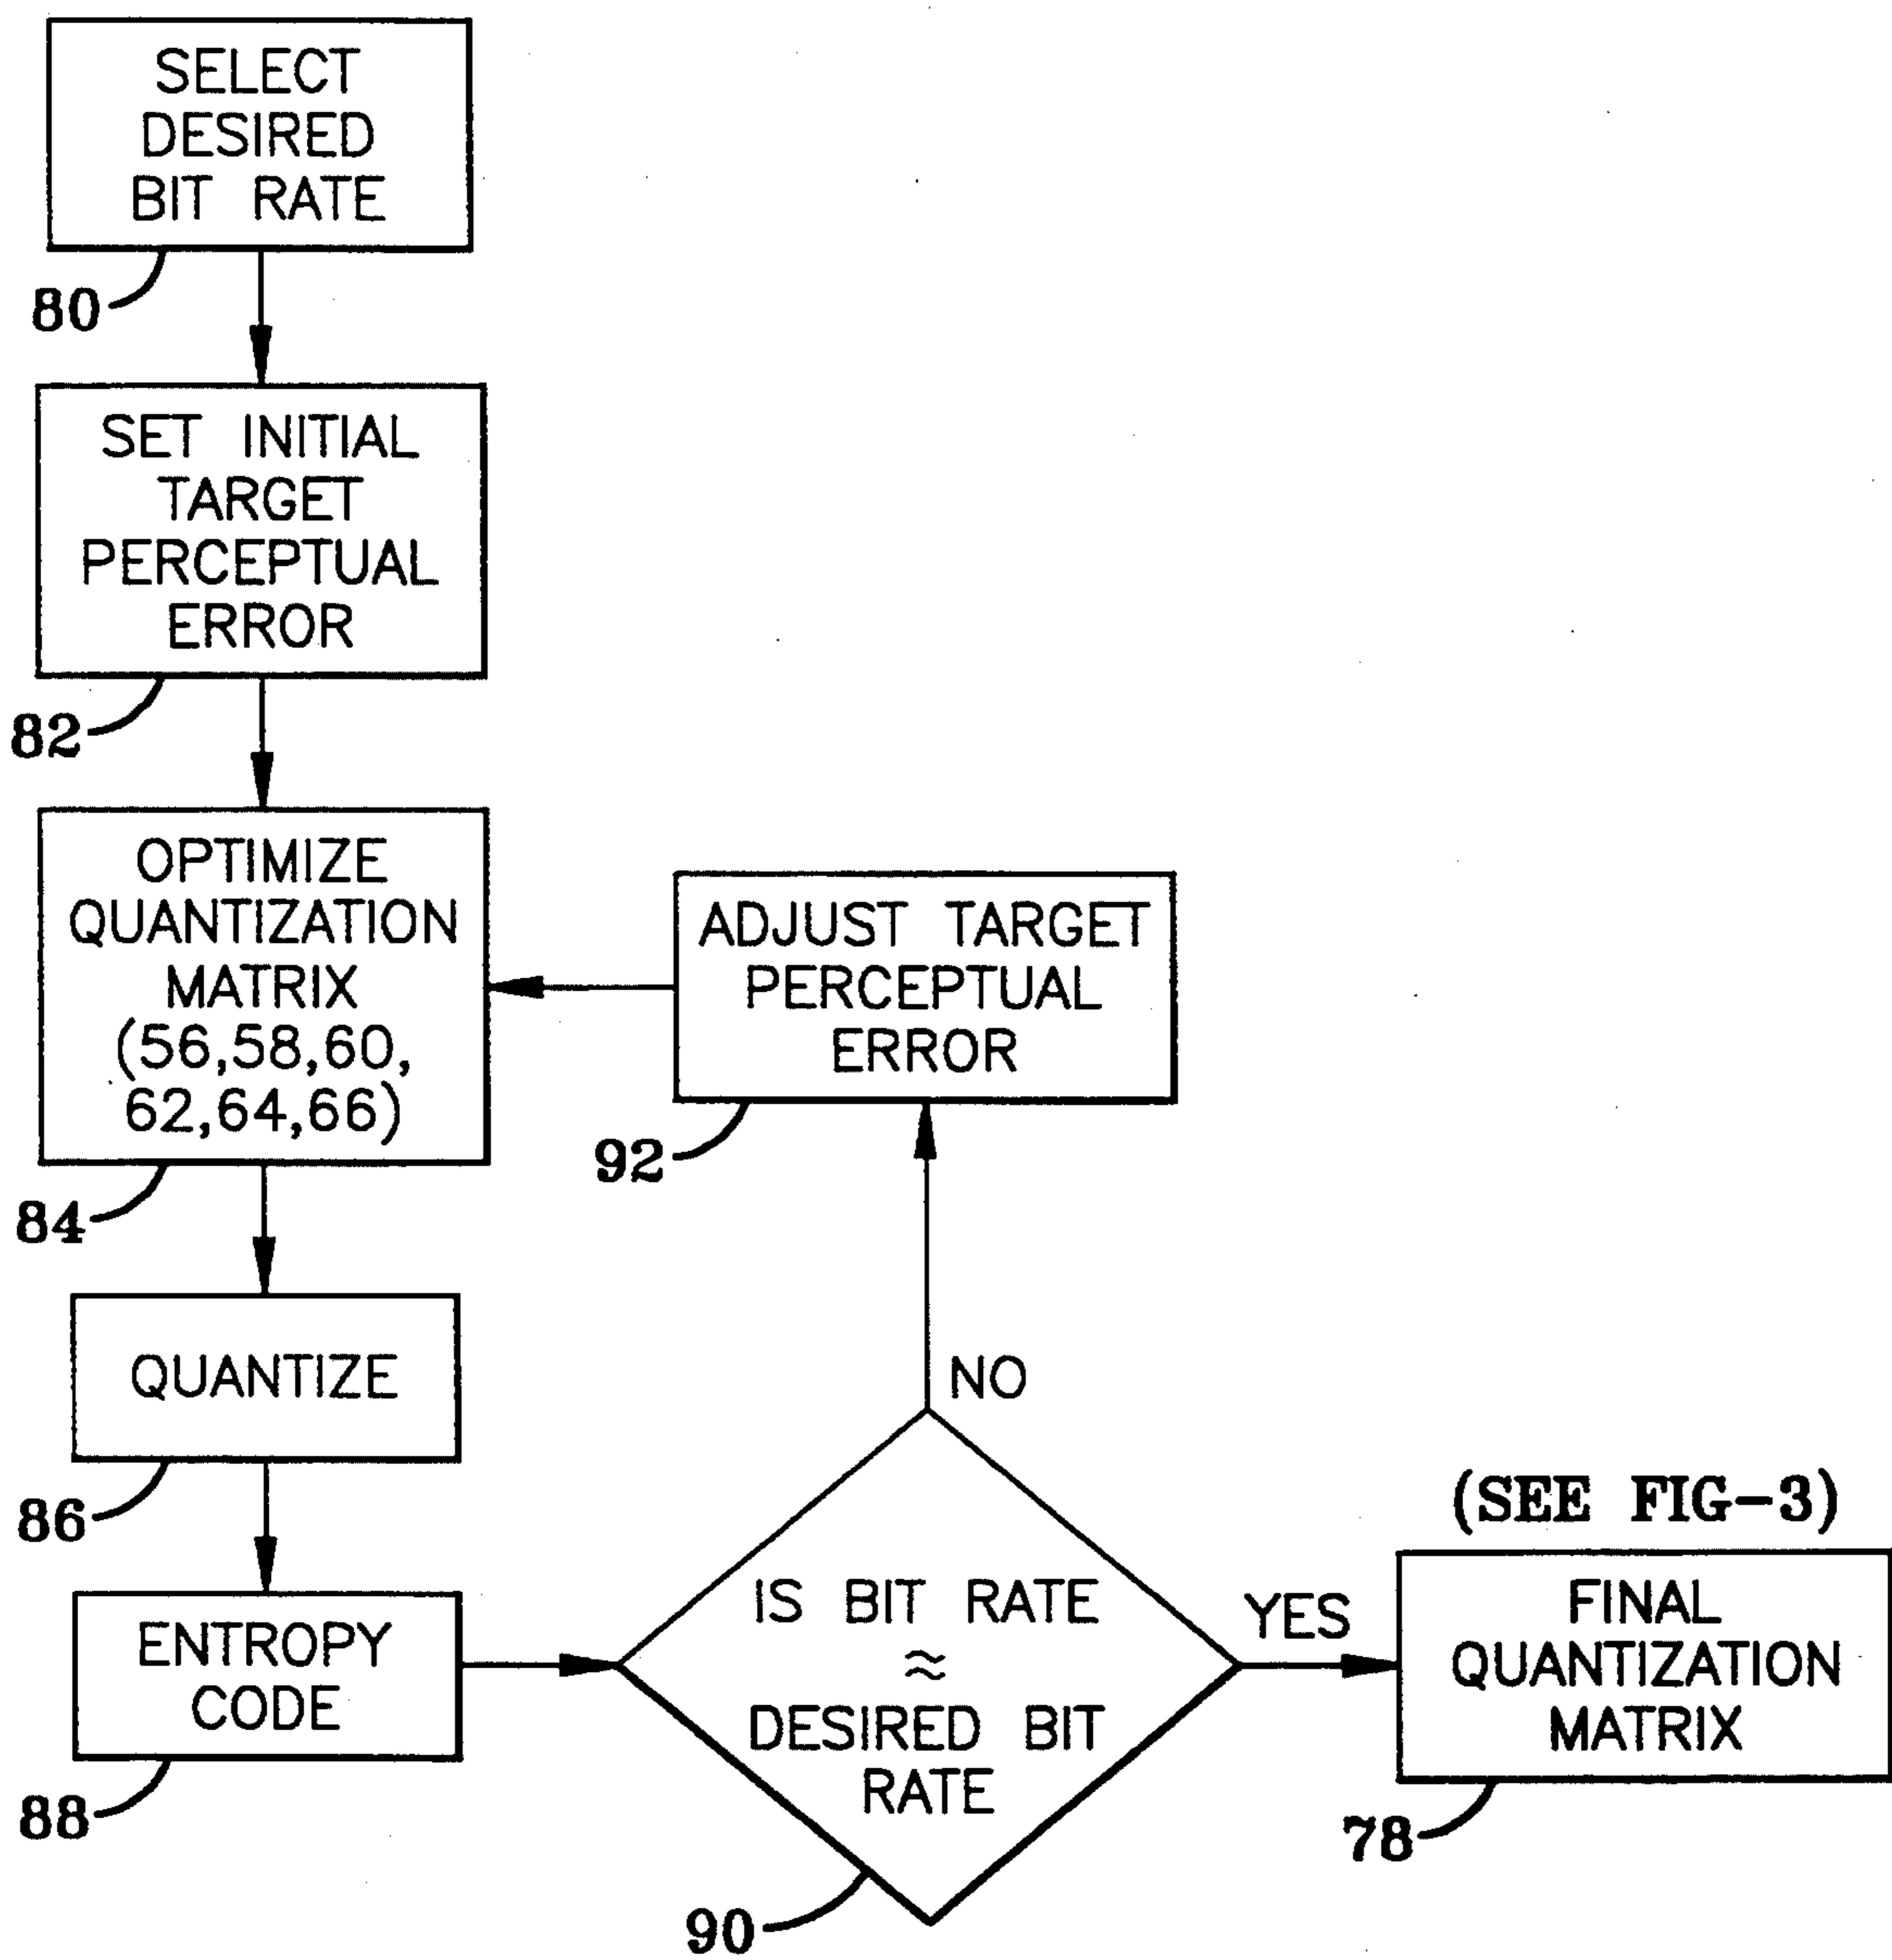 SELECT
DESIRED
BIT RATE
80
SET INITIAL
TARGET
PERCEPTUAL
ERROR
82
OPTIMIZE
QUANTIZATION
MATRIX
(56,58,60,
62,64,66)
84
ADJUST TARGET
PERCEPTUAL
ERROR
92
QUANTIZE
86
NO
ENTROPY
CODE
88
IS BIT RATE
≈
DESIRED BIT
RATE
90
YES
(SEE FIG-3)
FINAL
QUANTIZATION
MATRIX
78